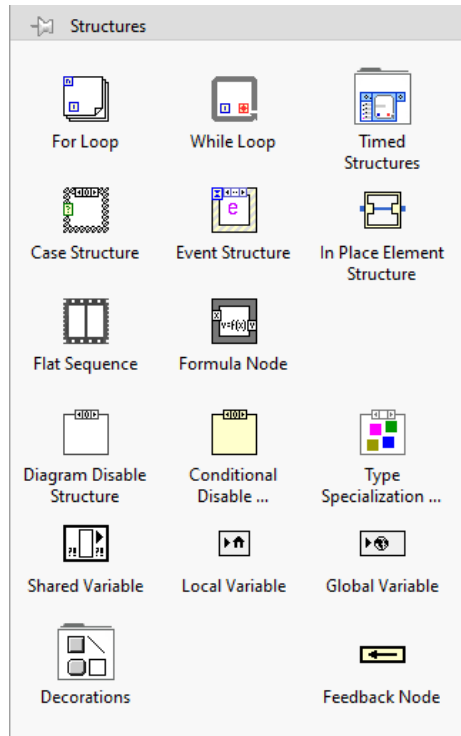 Structures
For Loop
While Loop
Timed
Structures
Case Structure
Event Structure
In Place Element
Structure
Flat Sequence
Formula Node
Diagram Disable
Structure
Conditional
Disable ...
Type
Specialization ...
Shared Variable
Local Variable
Global Variable
Decorations
Feedback Node